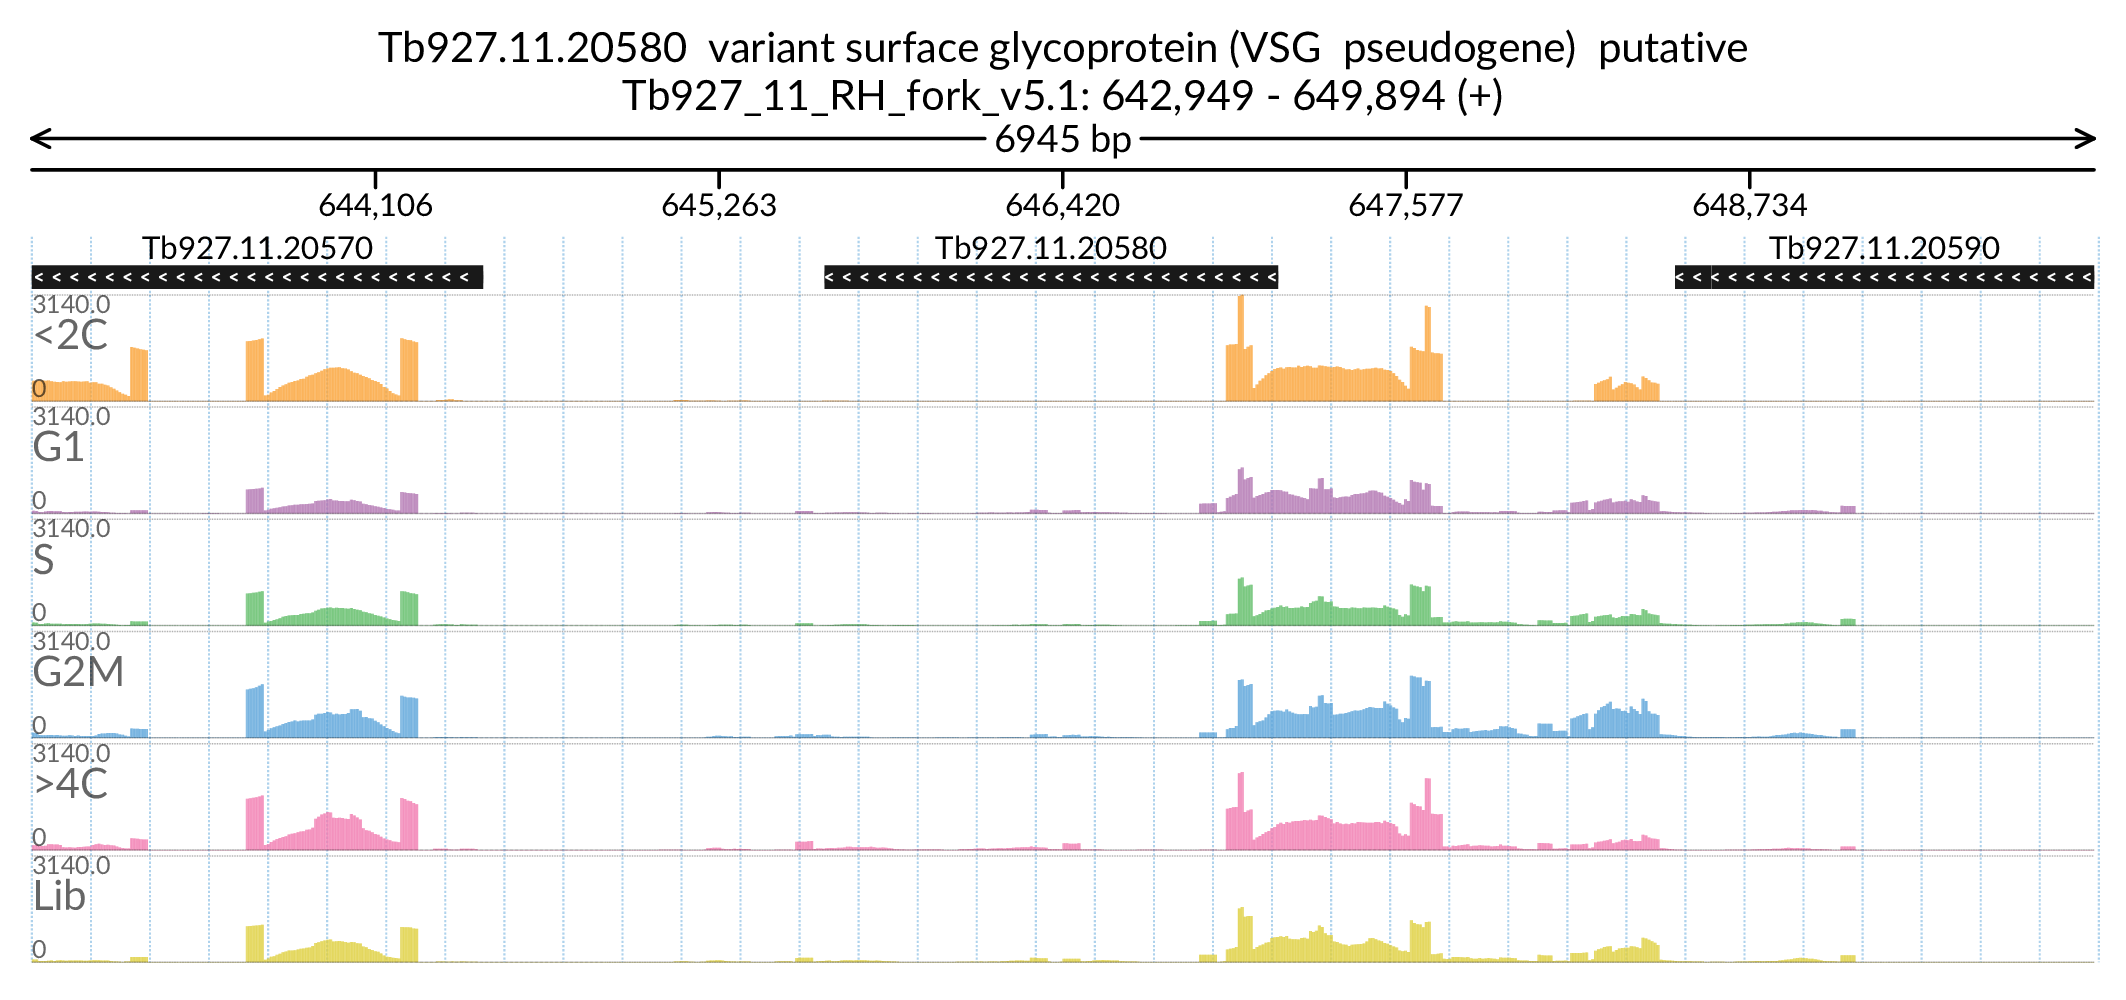 Tb927.11.20580 variant surface glycoprotein (VSG pseudogene) putative
Tb927_11_RH_fork_v5.1: 642,949 - 649,894 (+)
6945 bp
644,106 645,263 646,420 647,577 648,734
Tb927.11.20570 Tb927.11.20580 Tb927.11.20590
3140.0
<2C
0
3140.0
G1
0
3140.0
S
0
3140.0
G2M
0
3140.0
>4C
0
3140.0
Lib
0